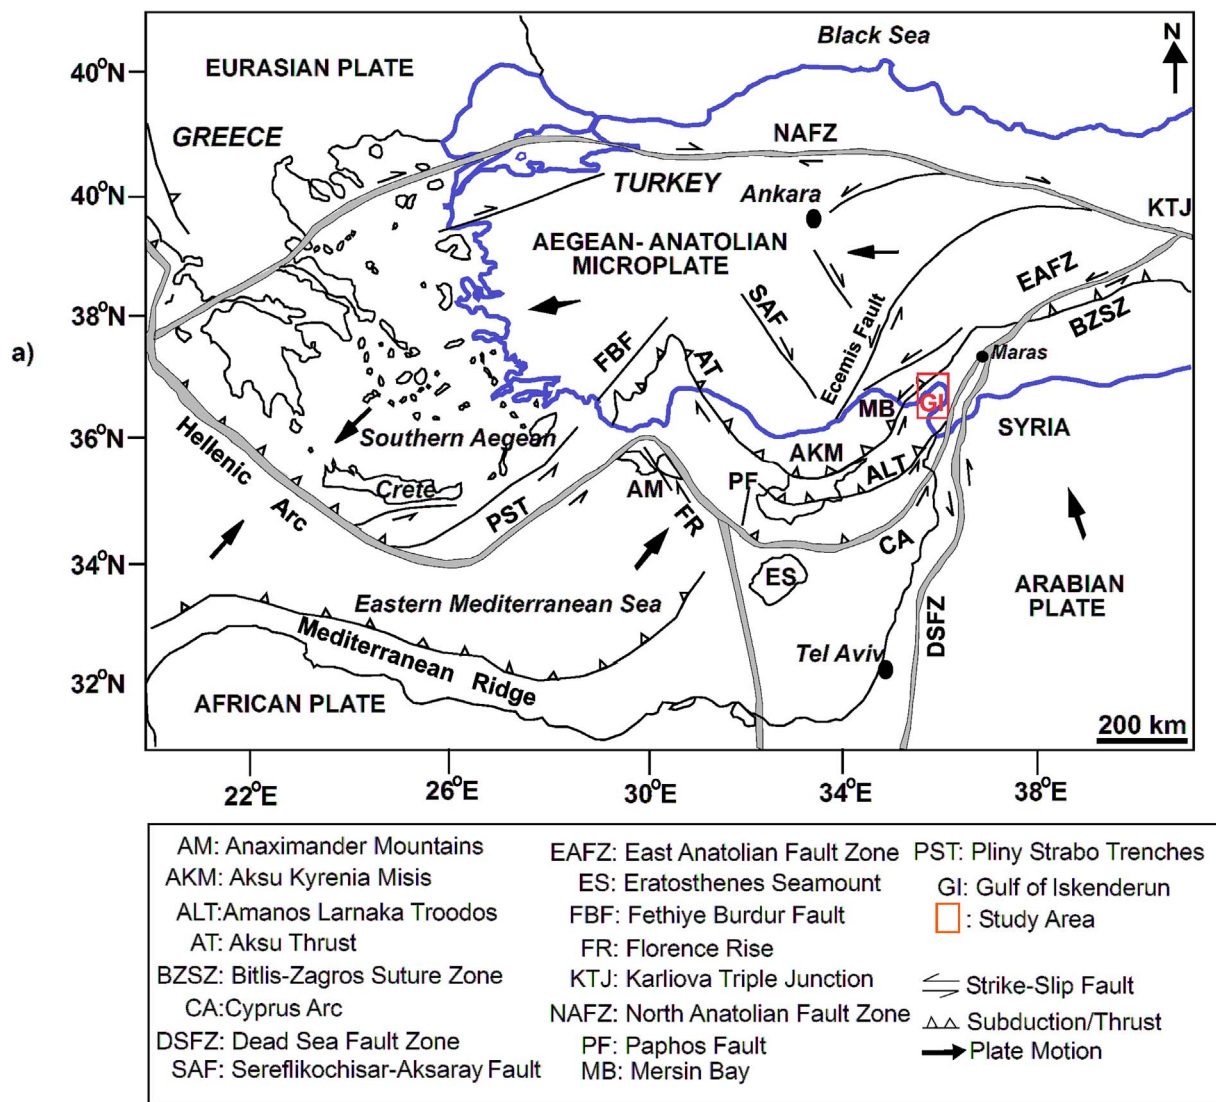 Black Sea
N
40°N
EURASIAN PLATE
GREECE
NAFZ
TURKEY
Ankara
40°N
KTJ
AEGEAN- ANATOLIAN
MICROPLATE
EAFZ
SAF
38°N
BZSZ
FBF
AT
Ecemis Fault
Maras
a)
MB
GI
36°N
Hellenic
Arc
Southern Aegean
SYRIA
AKM
ALT
Crete
AM
PF
PST
FR
CA
34°N
ES
ARABIAN
PLATE
Eastern Mediterranean Sea
DSFZ
Mediterranean Ridge
Tel Aviv
32°N
AFRICAN PLATE
200 km
22°E
26°E
30°E
34°E
38°E
AM: Anaximander Mountains
AKM: Aksu Kyrenia Misis
ALT:Amanos Larnaka Troodos
AT: Aksu Thrust
BZSZ: Bitlis-Zagros Suture Zone
CA:Cyprus Arc
DSFZ: Dead Sea Fault Zone
SAF: Sereflikochisar-Aksaray Fault
EAFZ: East Anatolian Fault Zone
ES: Eratosthenes Seamount
FBF: Fethiye Burdur Fault
FR: Florence Rise
KTJ: Karliova Triple Junction
NAFZ: North Anatolian Fault Zone
PF: Paphos Fault
MB: Mersin Bay
PST: Pliny Strabo Trenches
GI: Gulf of Iskenderun
: Study Area
Strike-Slip Fault
Subduction/Thrust
Plate Motion